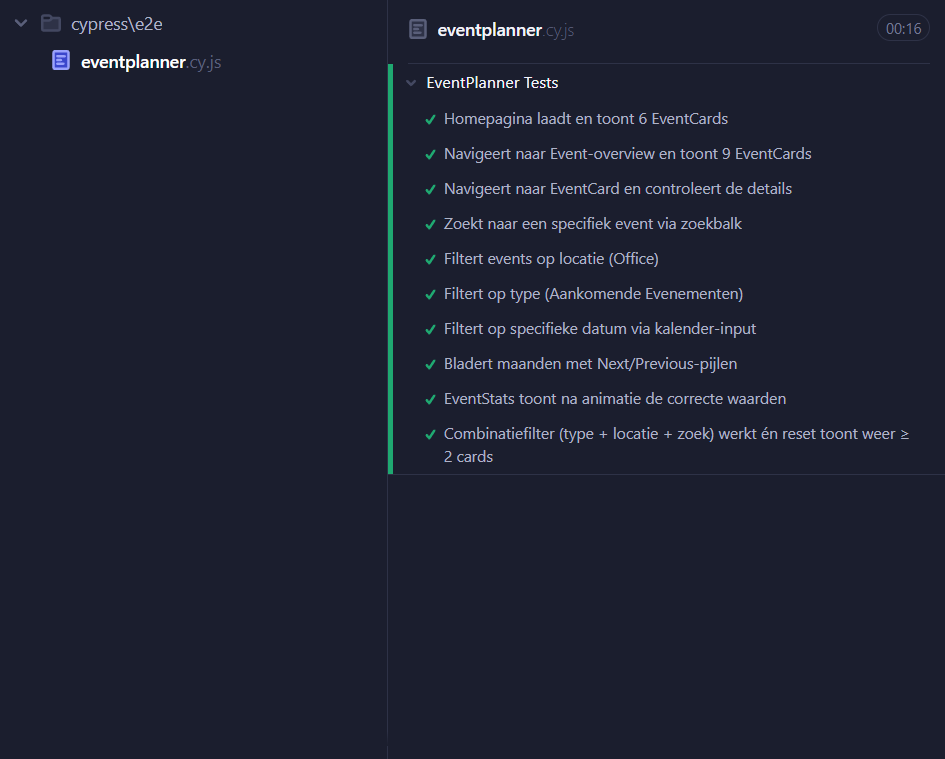 cypress\e2e
eventplanner.cy.js
eventplanner.cy.js
00:16
EventPlanner Tests
Homepagina laadt en toont 6 EventCards
Navigeert naar Event-overview en toont 9 EventCards
Navigeert naar EventCard en controleert de details
Zoekt naar een specifiek event via zoekbalk
Filtert events op locatie (Office)
Filtert op type (Aankomende Evenementen)
Filtert op specifieke datum via kalender-input
Bladert maanden met Next/Previous-pijlen
EventStats toont na animatie de correcte waarden
Combinatiefilter (type + locatie + zoek) werkt én reset toont weer ≥
2 cards